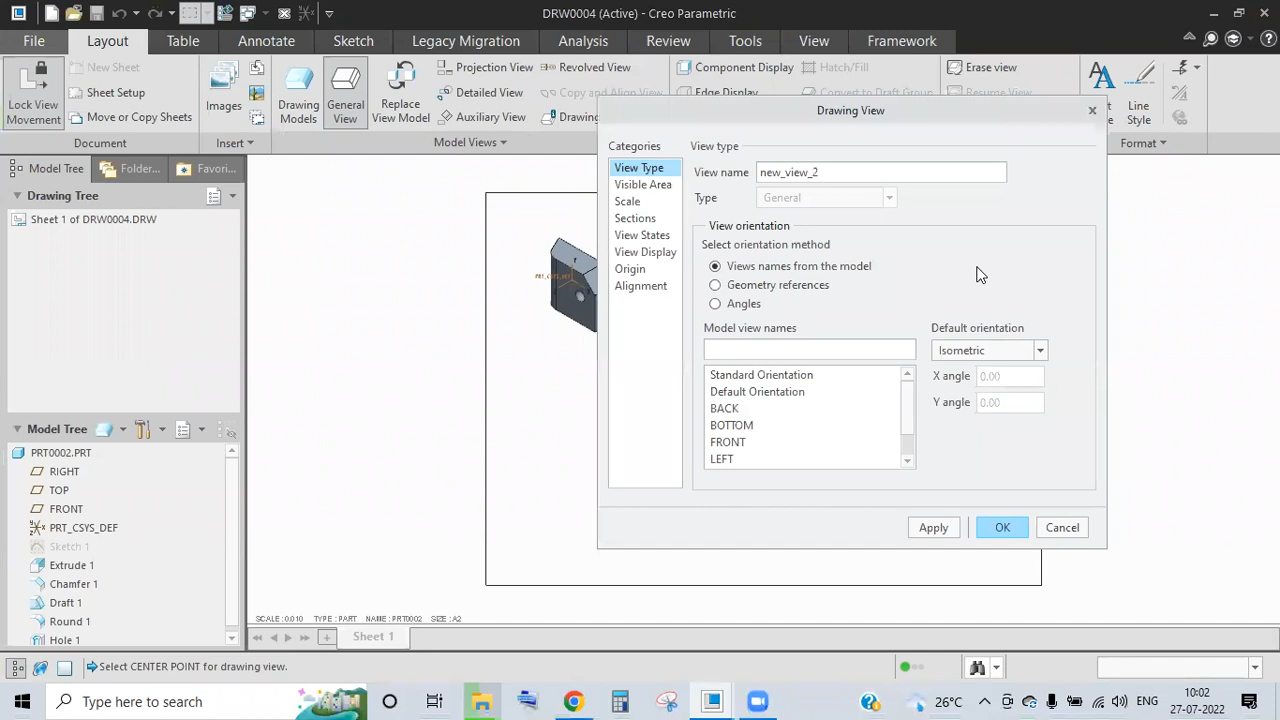 DRW0004 (Active) - Creo Parametric
File
Layout
Table
Annotate
Sketch
Legacy Migration
Analysis
Review
Tools
View
Framework
Lock View
Movement
New Sheet
Sheet Setup
Move or Copy Sheets
Document
Images
Insert
Drawing
Models
General
View
Replace
View Model
Projection View
Detailed View
Auxiliary View
Revolved View
Copy and Align View
Drawing
Model Views
Component Display
Edge Display
Hatch/Fill
Convert to Draft Group
Erase view
Resume View
Line
Style
Format
Model Tree
Folder...
Favori...
Drawing Tree
Sheet 1 of DRW0004.DRW
Model Tree
PRT0002.PRT
RIGHT
TOP
FRONT
PRT_CSYS_DEF
Sketch 1
Extrude 1
Chamfer 1
Draft 1
Round 1
Hole 1
Drawing View
Categories
View Type
Visible Area
Scale
Sections
View States
View Display
Origin
Alignment
View type
View name new_view_2
Type General
View orientation
Select orientation method
Views names from the model
Geometry references
Angles
Model view names
Standard Orientation
Default Orientation
BACK
BOTTOM
FRONT
LEFT
Default orientation
Isometric
X angle 0.00
Y angle 0.00
Apply
OK
Cancel
SCALE : 0.010 TYPE : PART NAME : PRT0002 SIZE : A2
Sheet 1
Select CENTER POINT for drawing view.
Type here to search
26°C
ENG
10:02
27-07-2022